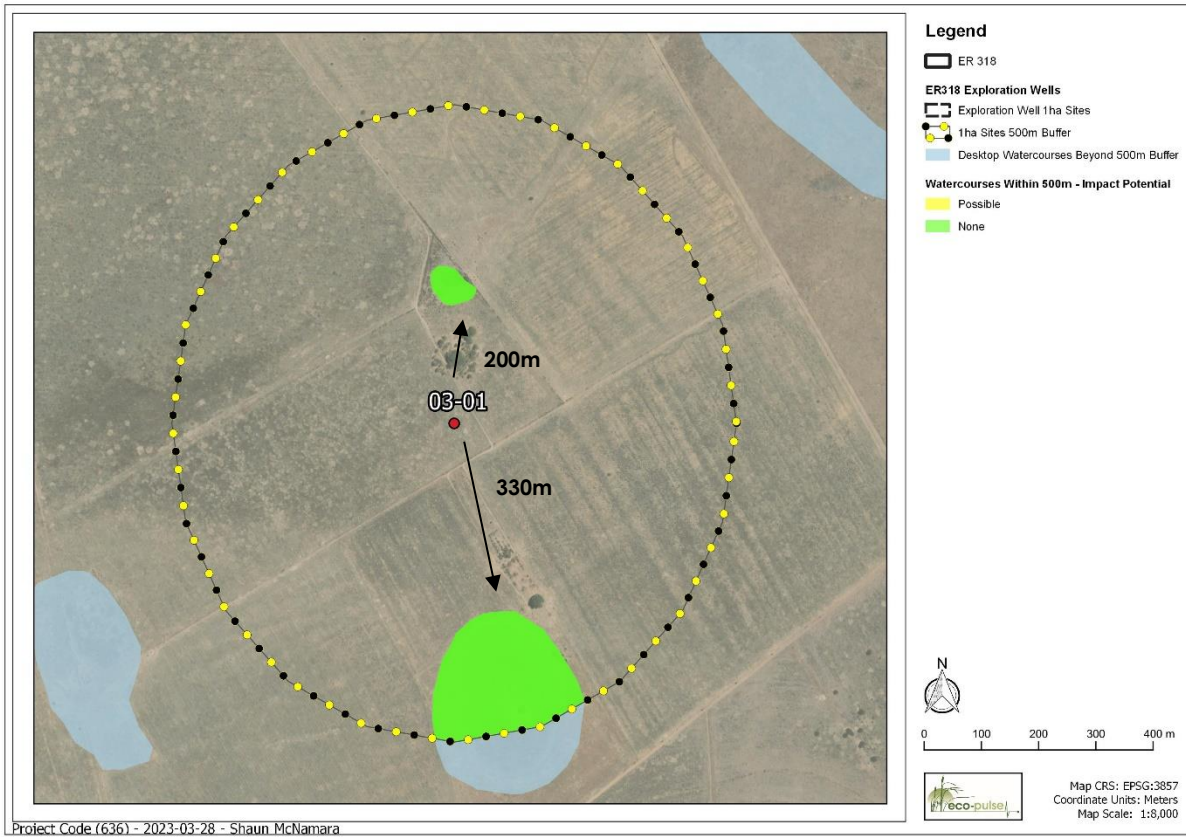 200m
03-01
330m
Legend
ER 318
ER318 Exploration Wells
Exploration Well 1ha Sites
1ha Sites 500m Buffer
Desktop Watercourses Beyond 500m Buffer
Watercourses Within 500m - Impact Potential
Possible
None
N
0 100 200 300 400 m
eco-pulse
Map CRS: EPSG:3857
Coordinate Units: Meters
Map Scale: 1:8,000
Project Code (636) - 2023-03-28 - Shaun McNamara